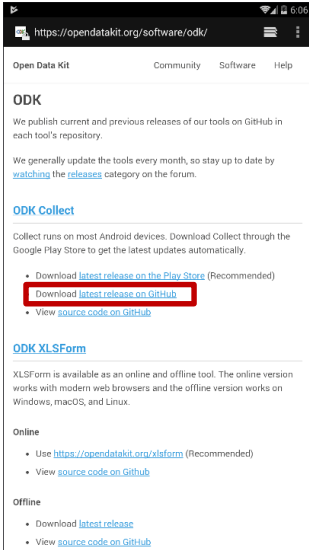 6:06
https://opendatakit.org/software/odk/
Open Data Kit Community Software Help
ODK
We publish current and previous releases of our tools on GitHub in
each tool's repository.
We generally update the tools every month, so stay up to date by
watching the releases category on the forum.
ODK Collect
Collect runs on most Android devices. Download Collect through the
Google Play Store to get the latest updates automatically.
• Download latest release on the Play Store (Recommended)
Download latest release on GitHub
• View source code on GitHub
ODK XLSForm
XLSForm is available as an online and offline tool. The online version
works with modern web browsers and the offline version works on
Windows, macOS, and Linux.
Online
• Use https://opendatakit.org/xlsform (Recommended)
• View source code on Github
Offline
• Download latest release
• View source code on GitHub